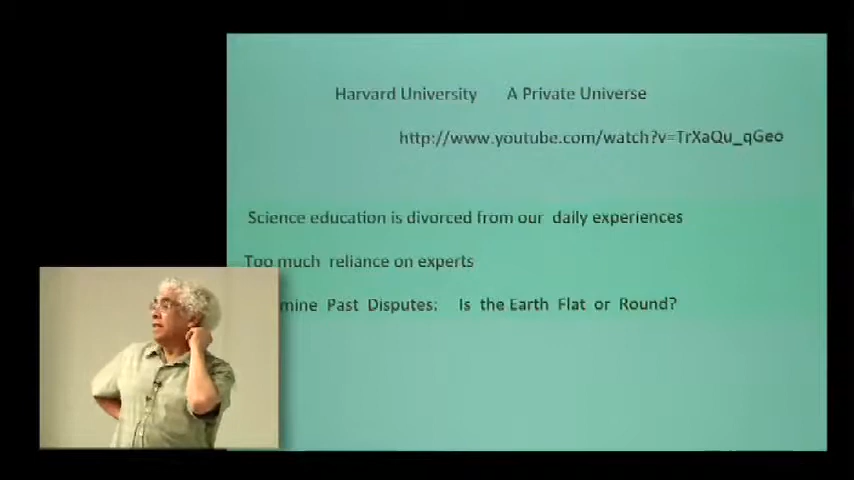 Harvard University A Private Universe
http://www.youtube.com/watch?v=TrXaQu_qGeo
Science education is divorced from our daily experiences
Too much reliance on experts
Past Disputes: Is the Earth Flat or Round?